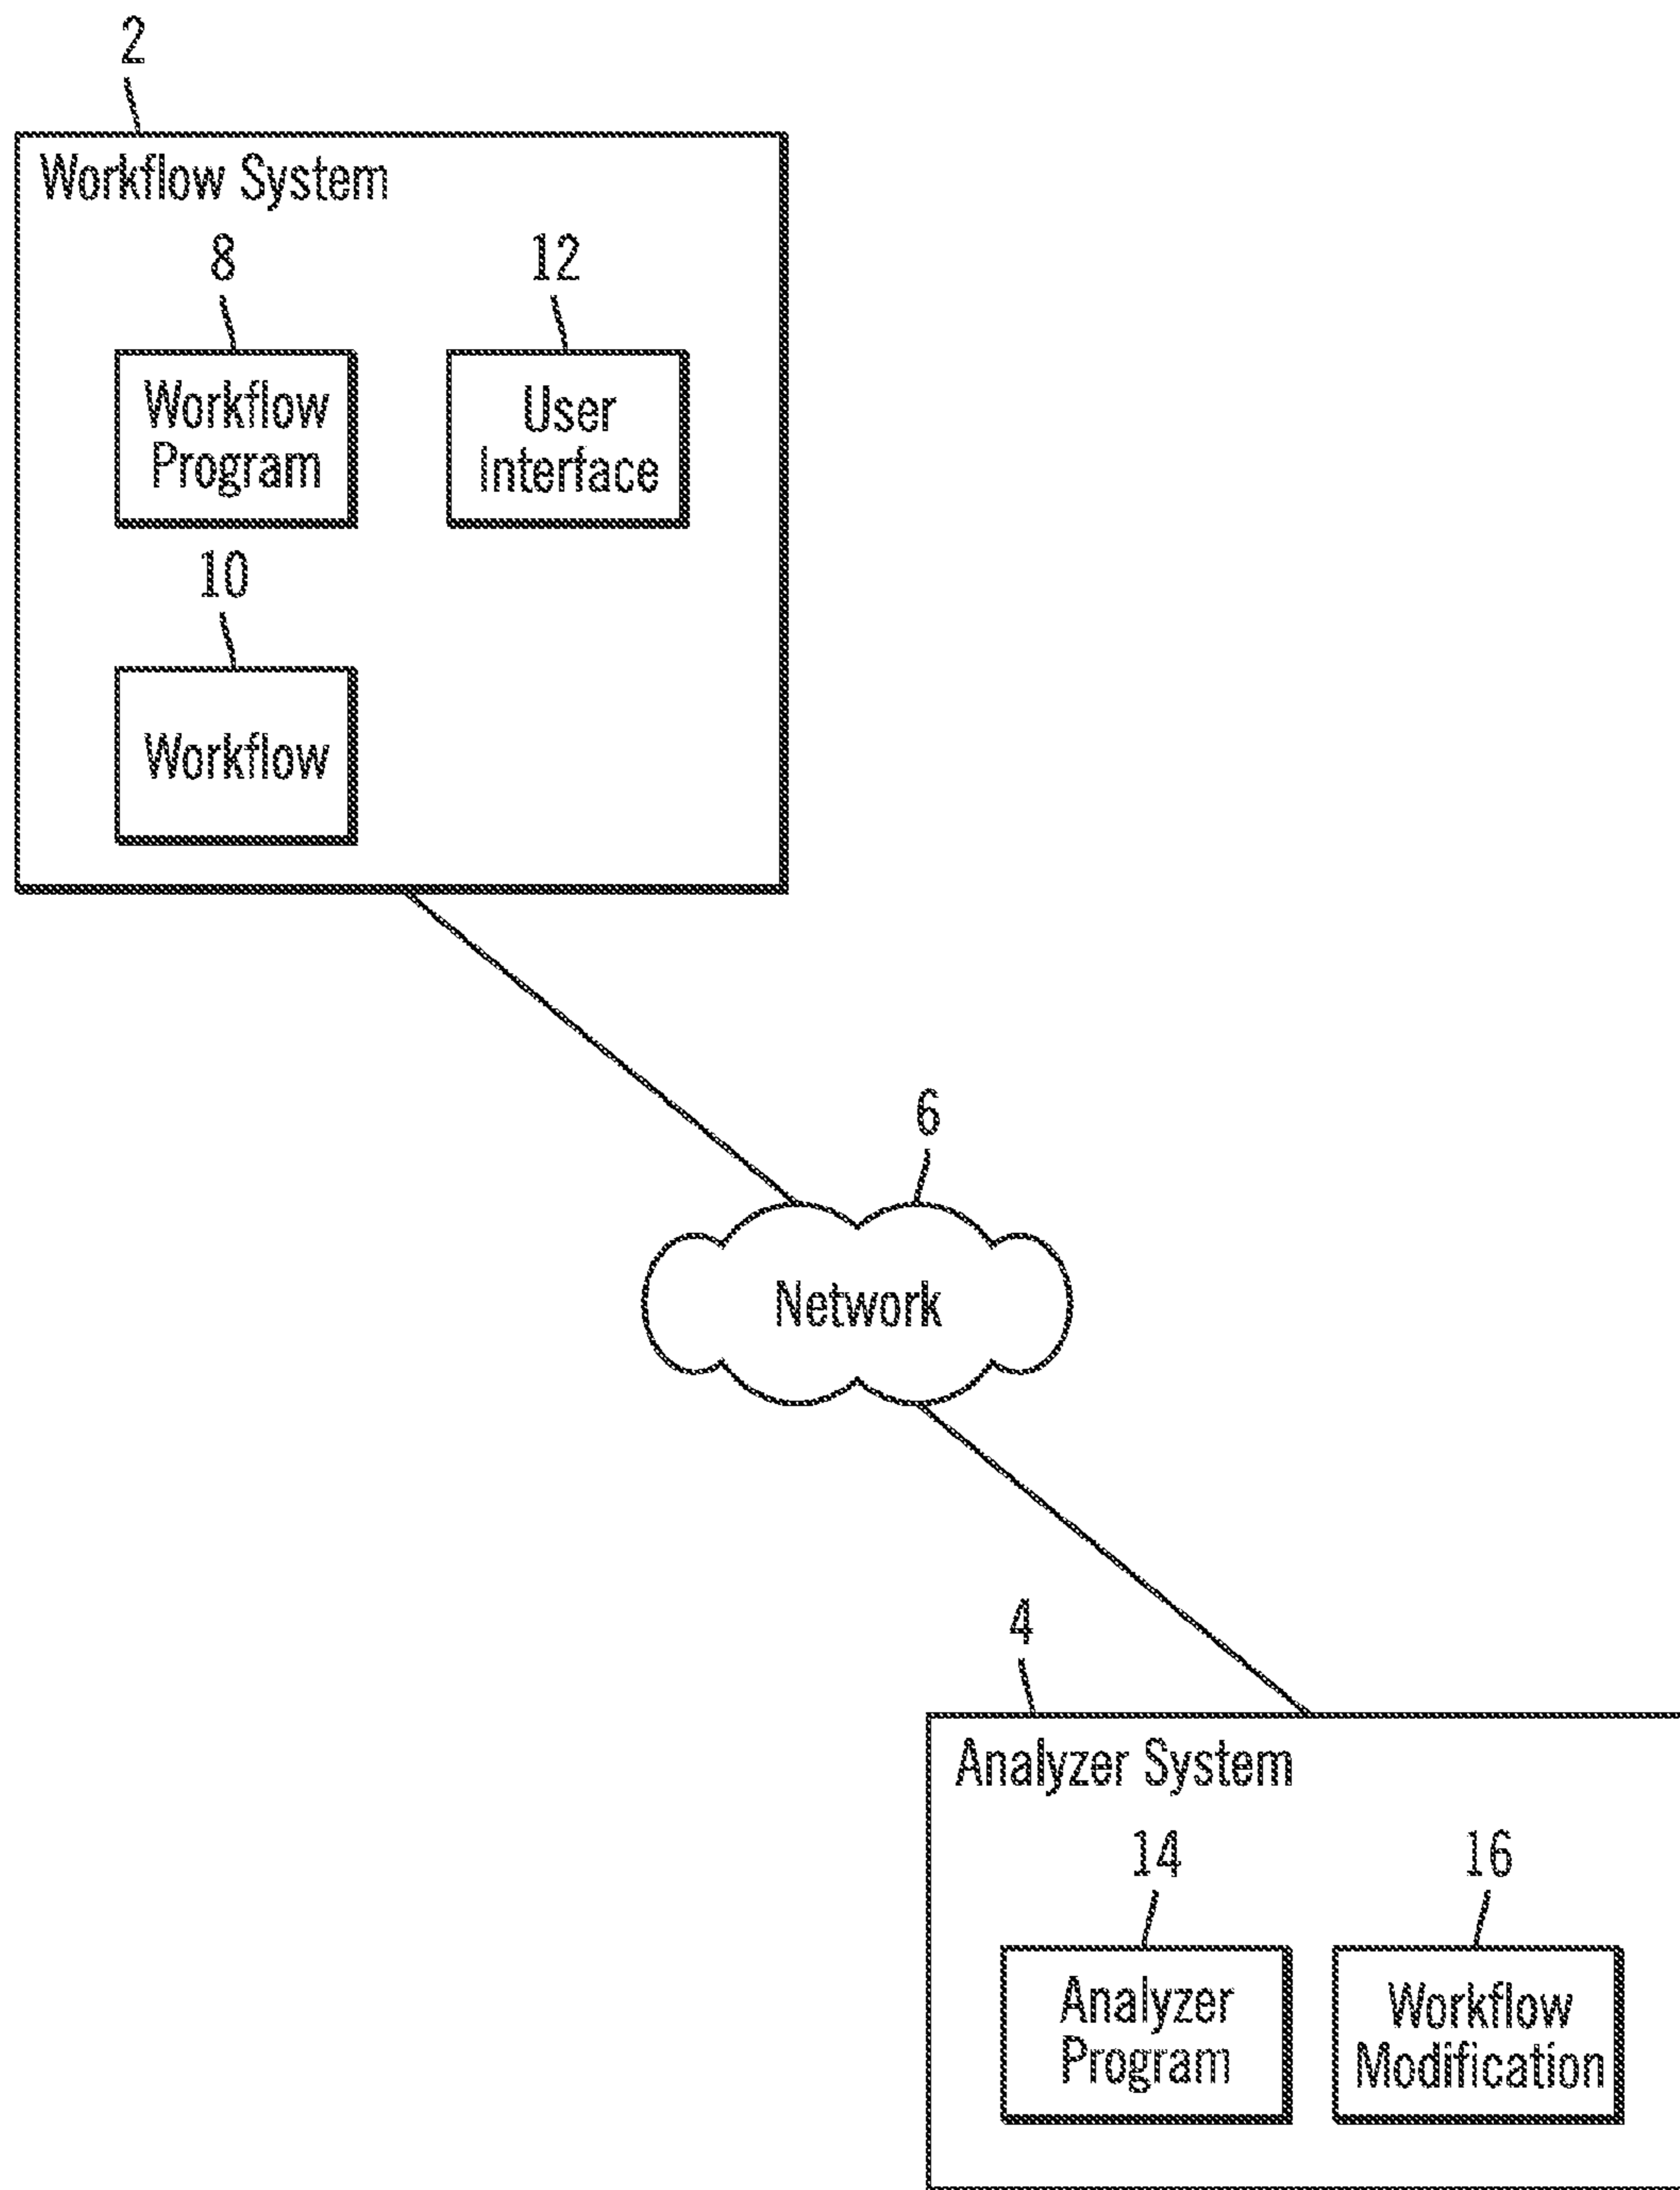 2
Workflow System
8
12
Workflow
Program
User
Interface
10
Workflow
6
Network
4
Analyzer System
14
16
Analyzer
Program
Workflow
Modification